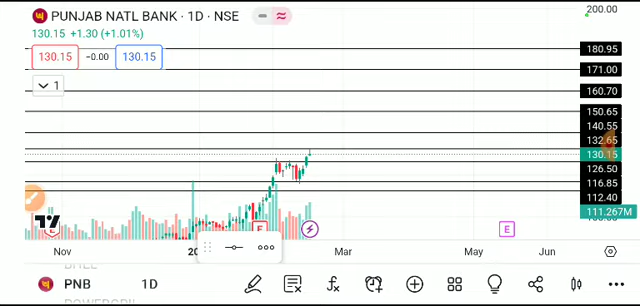 PUNJAB NATL BANK · 1D · NSE
130.15 +1.30 (+1.01%)
130.15 -0.00 130.15
1
200.00
180.95
171.00
160.70
150.65
140.55
132.65
130.15
126.50
116.85
112.40
111.267M
E
E
E
Nov
Mar
May
Jun
PNB 1D